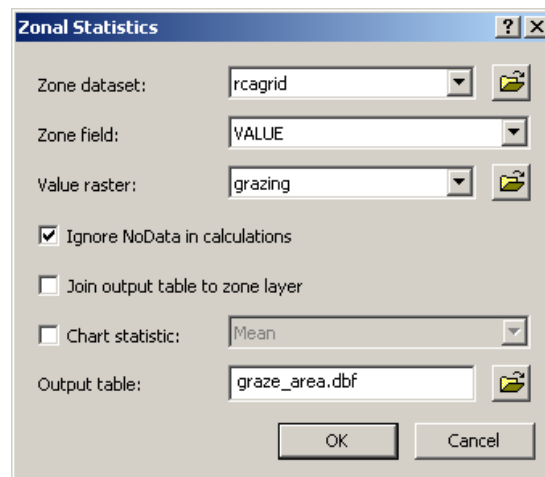 Zonal Statistics
Zone dataset: rcagrid
Zone field: VALUE
Value raster: grazing
Ignore NoData in calculations
Join output table to zone layer
Chart statistic: Mean
Output table: graze_area.dbf
OK Cancel